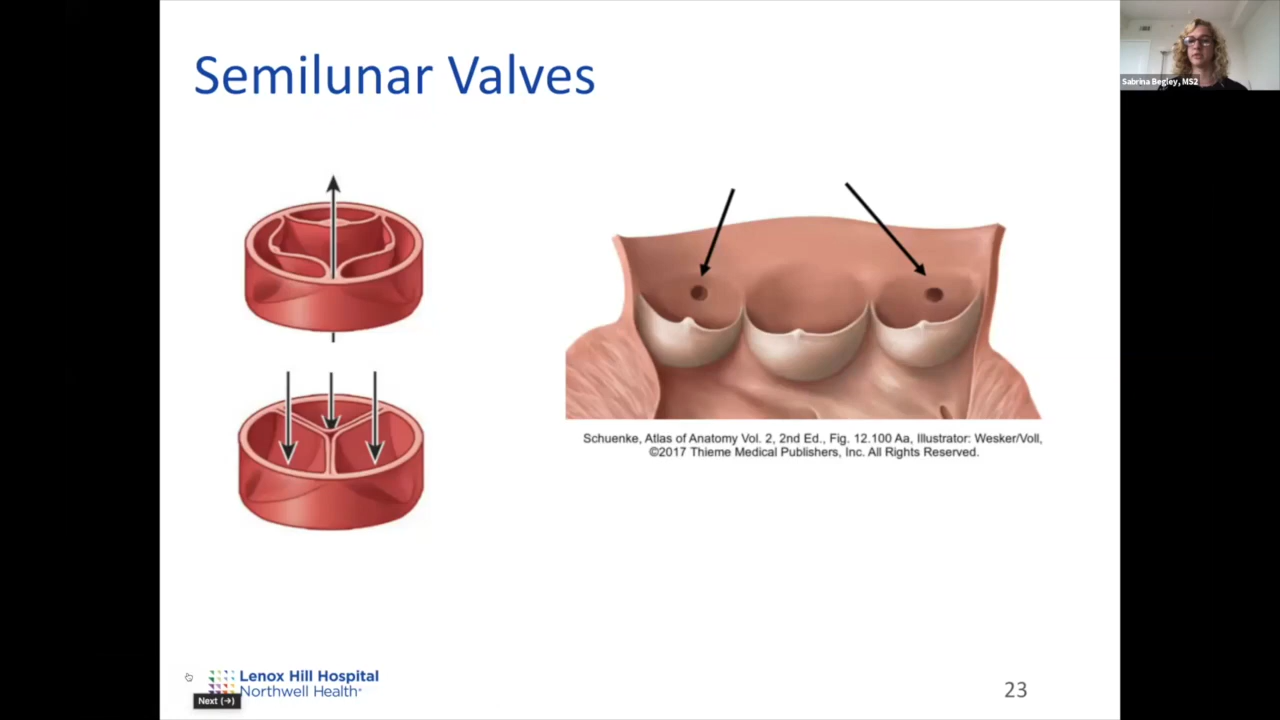 Semilunar Valves
Sabrina Begley, MS2
Schuenke, Atlas of Anatomy Vol. 2, 2nd Ed., Fig. 12.100 Aa, Illustrator: Wesker/Voll,
©2017 Thieme Medical Publishers, Inc. All Rights Reserved.
Lenox Hill Hospital
Northwell Health®
Next (→)
23